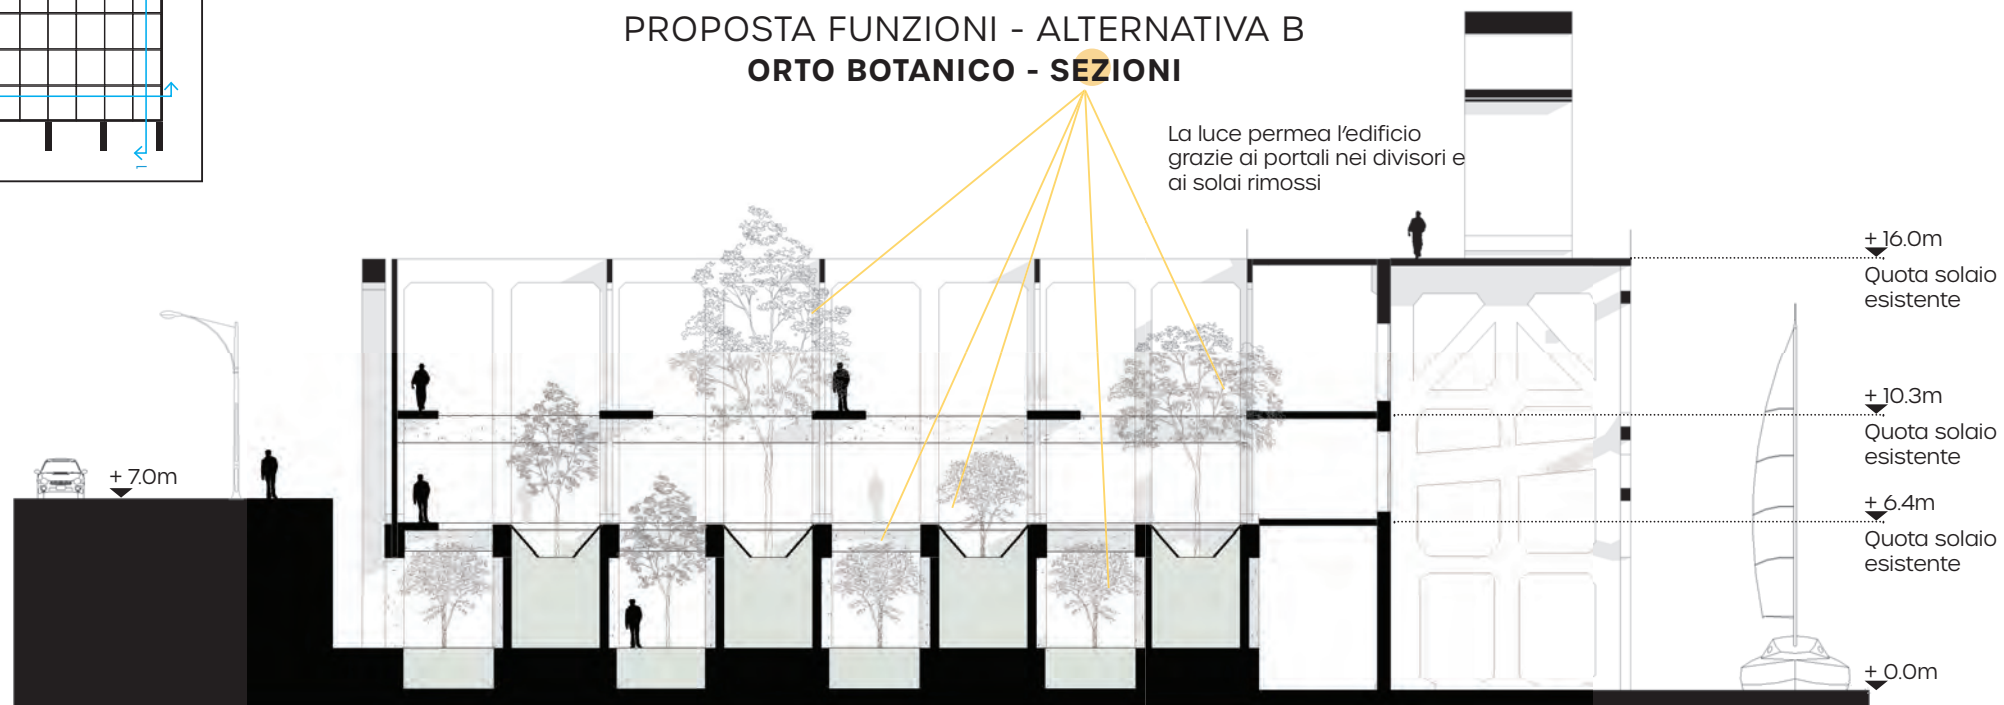 PROPOSTA FUNZIONI - ALTERNATIVA B
ORTO BOTANICO - SEZIONI
La luce permea l'edificio
grazie ai portali nei divisori e
ai solai rimossi
+ 16.0m
Quota solaio
esistente
+ 10.3m
Quota solaio
esistente
+ 7.0m
+ 6.4m
Quota solaio
esistente
+ 0.0m